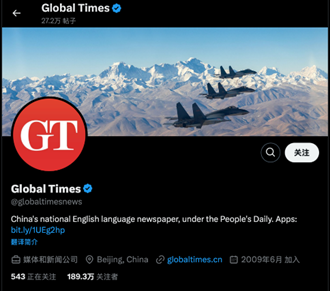 Global Times
27.2万 帖子
GT
关注
Global Times
@globaltimesnews
China's national English language newspaper, under the People's Daily. Apps:
bit.ly/1UEg2hp
翻译简介
媒体和新闻公司 Beijing, China globaltimes.cn 2009年6月 加入
543 正在关注 189.3万 关注者